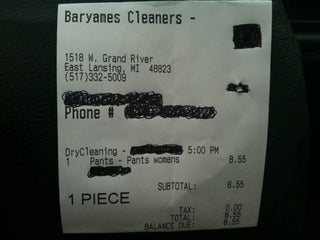 Baryames Cleaners -
1518 W. Grand River
East Lansing, MI 48823
(517)332-5009
Phone #
DryCleaning - 5:00 PM
1 Pants - Pants womens 8.55
SUBTOTAL: 8.55
1 PIECE
TAX: 0.00
TOTAL: 8.55
BALANCE DUE: 8.55